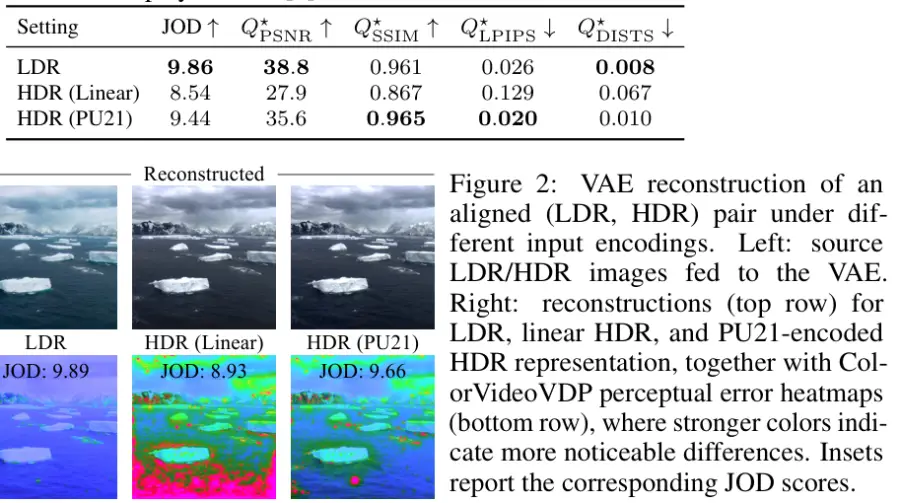 Setting JOD ↑ Q⋆PSNR ↑ Q⋆SSIM ↑ Q⋆LPIPS ↓ Q⋆DISTS ↓
LDR 9.86 38.8 0.961 0.026 0.008
HDR (Linear) 8.54 27.9 0.867 0.129 0.067
HDR (PU21) 9.44 35.6 0.965 0.020 0.010
Reconstructed
LDR HDR (Linear) HDR (PU21)
JOD: 9.89 JOD: 8.93 JOD: 9.66
Figure 2: VAE reconstruction of an
aligned (LDR, HDR) pair under dif-
ferent input encodings. Left: source
LDR/HDR images fed to the VAE.
Right: reconstructions (top row) for
LDR, linear HDR, and PU21-encoded
HDR representation, together with Col-
orVideoVDP perceptual error heatmaps
(bottom row), where stronger colors indi-
cate more noticeable differences. Insets
report the corresponding JOD scores.